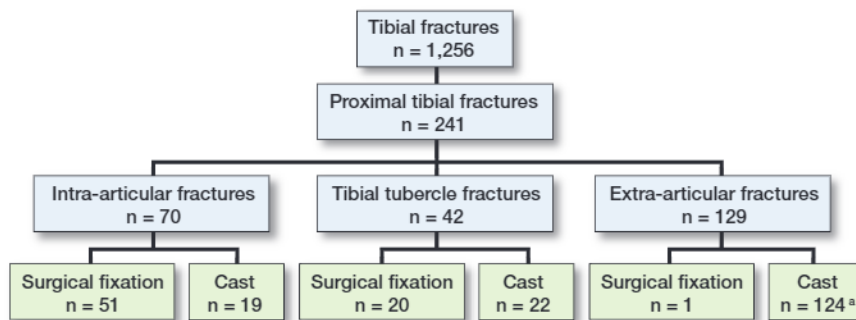 Tibial fractures
n = 1,256
Proximal tibial fractures
n = 241
Intra-articular fractures
n = 70
Tibial tubercle fractures
n = 42
Extra-articular fractures
n = 129
Surgical fixation
n = 51
Cast
n = 19
Surgical fixation
n = 20
Cast
n = 22
Surgical fixation
n = 1
Cast
n = 124 a